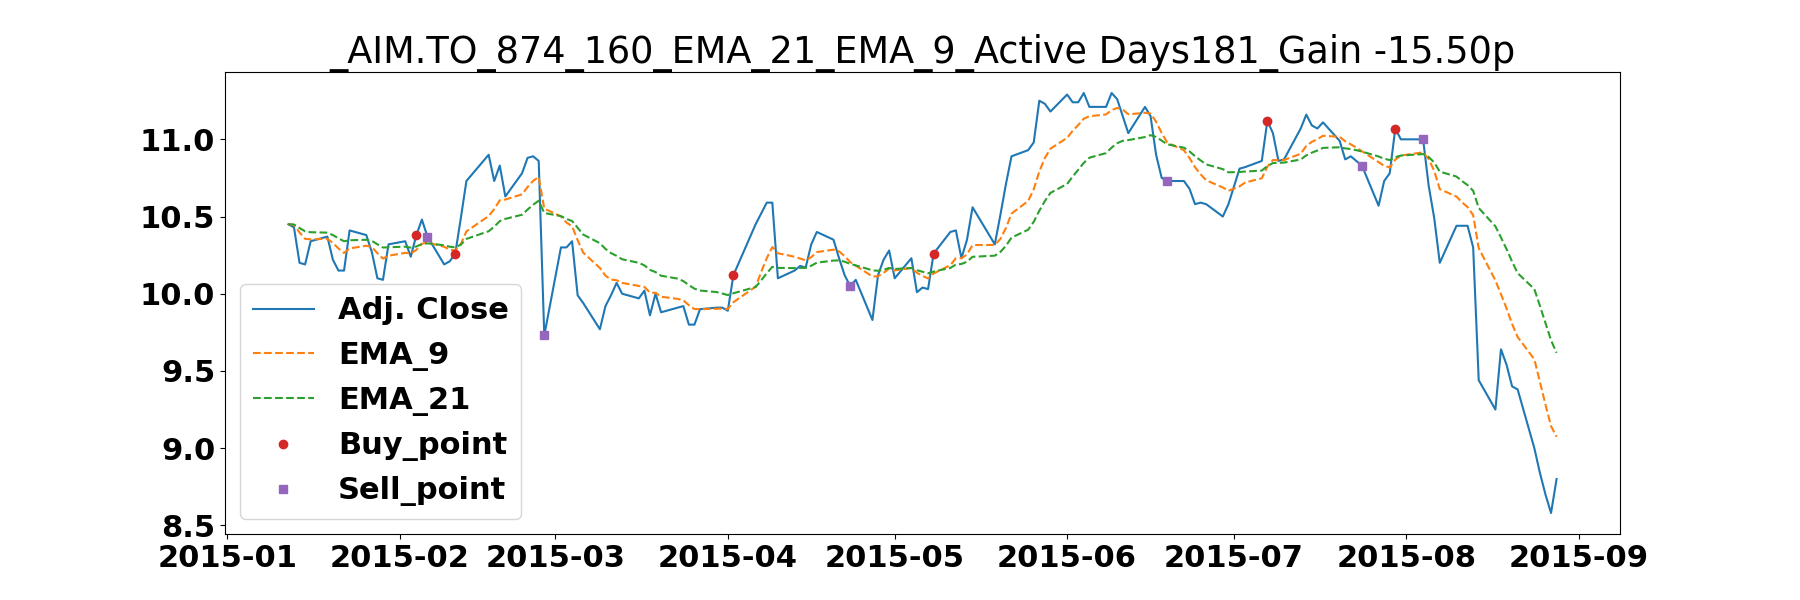 _AIM.TO_874_160_EMA_21_EMA_9_Active Days181_Gain -15.50p
11.0
10.5
10.0
9.5
9.0
8.5
Adj. Close
EMA_9
EMA_21
Buy_point
Sell_point
2015-01 2015-02 2015-03 2015-04 2015-05 2015-06 2015-07 2015-08 2015-09